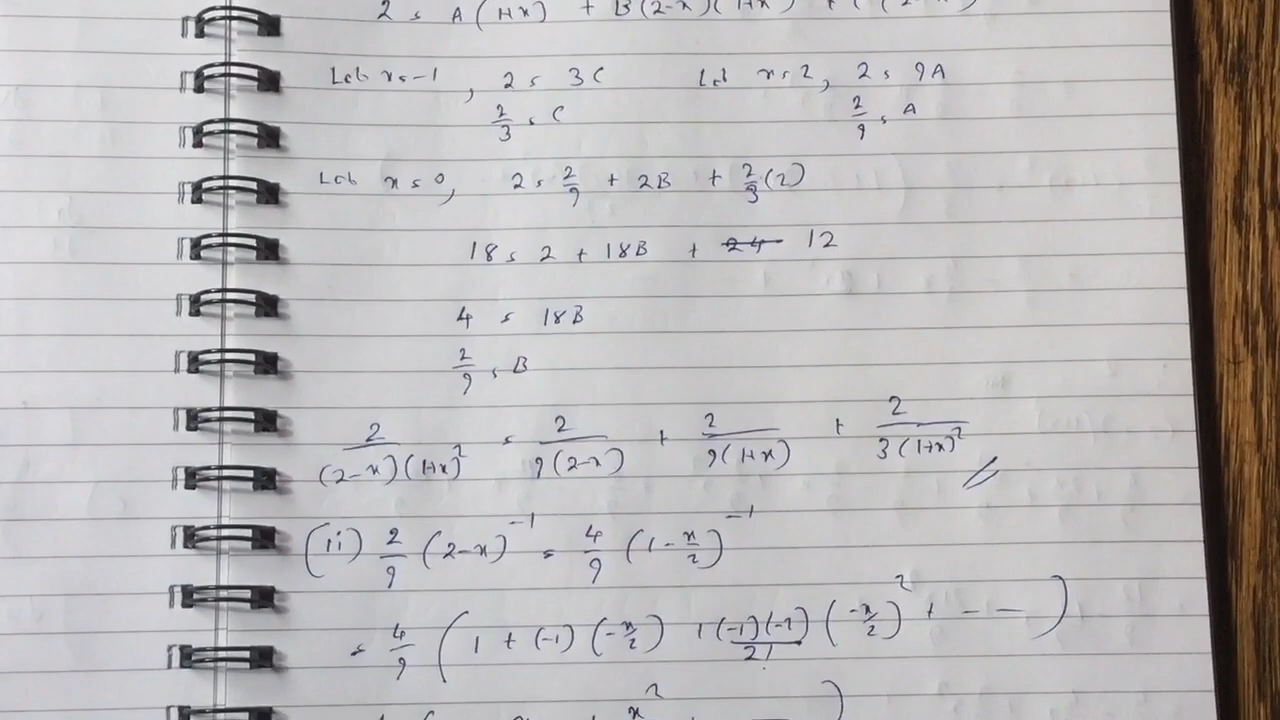 2 = A(1+x) + B(2-x)(1+x) +
Let x = -1, 2 = 3C Let x = 2, 2 = 9A
2/3 = C 2/9 = A
Let x = 0, 2 = 2/9 + 2B + 2/3 (2)
18 = 2 + 18B + 24 12
4 = 18B
2/9 = B
2/((2-x)(1+x)^2) = 2/(9(2-x)) + 2/(9(1+x)) + 2/(3(1+x)^2)
(ii) 2/9 (2-x)^-1 = 4/9 (1 - x/2)^-1
= 4/9 ( 1 + (-1)(-x/2) + (-1)(-2)/2! (-x/2)^2 + - - )